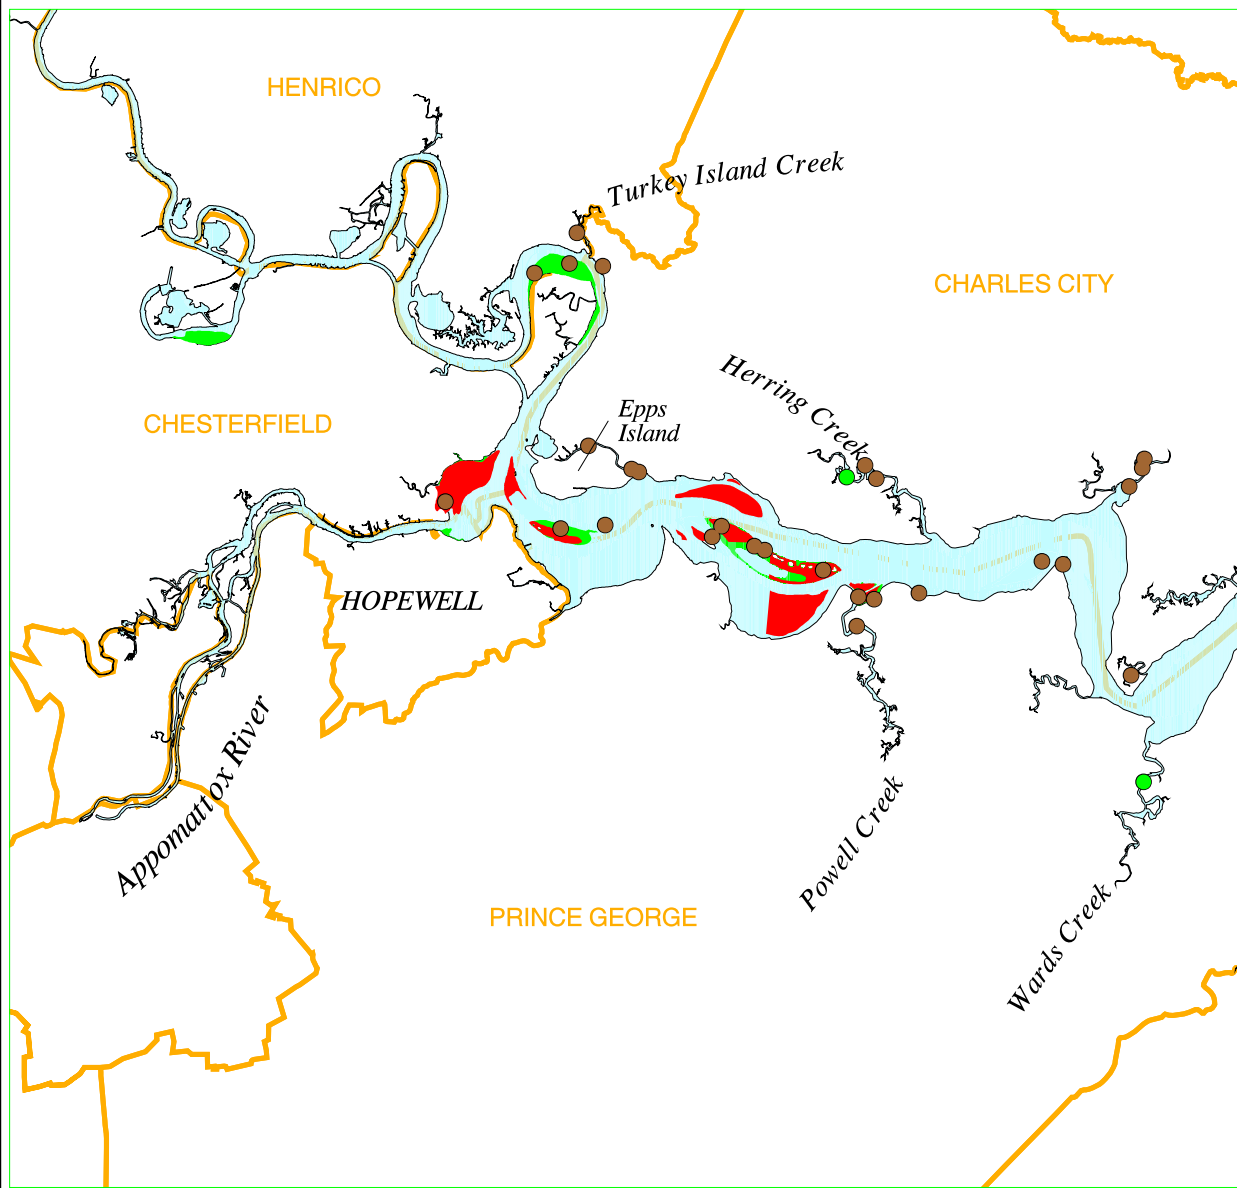 HENRICO
Turkey Island Creek
CHARLES CITY
Herring Creek
Epps
Island
CHESTERFIELD
HOPEWELL
Appomattox River
Powell Creek
PRINCE GEORGE
Wards Creek